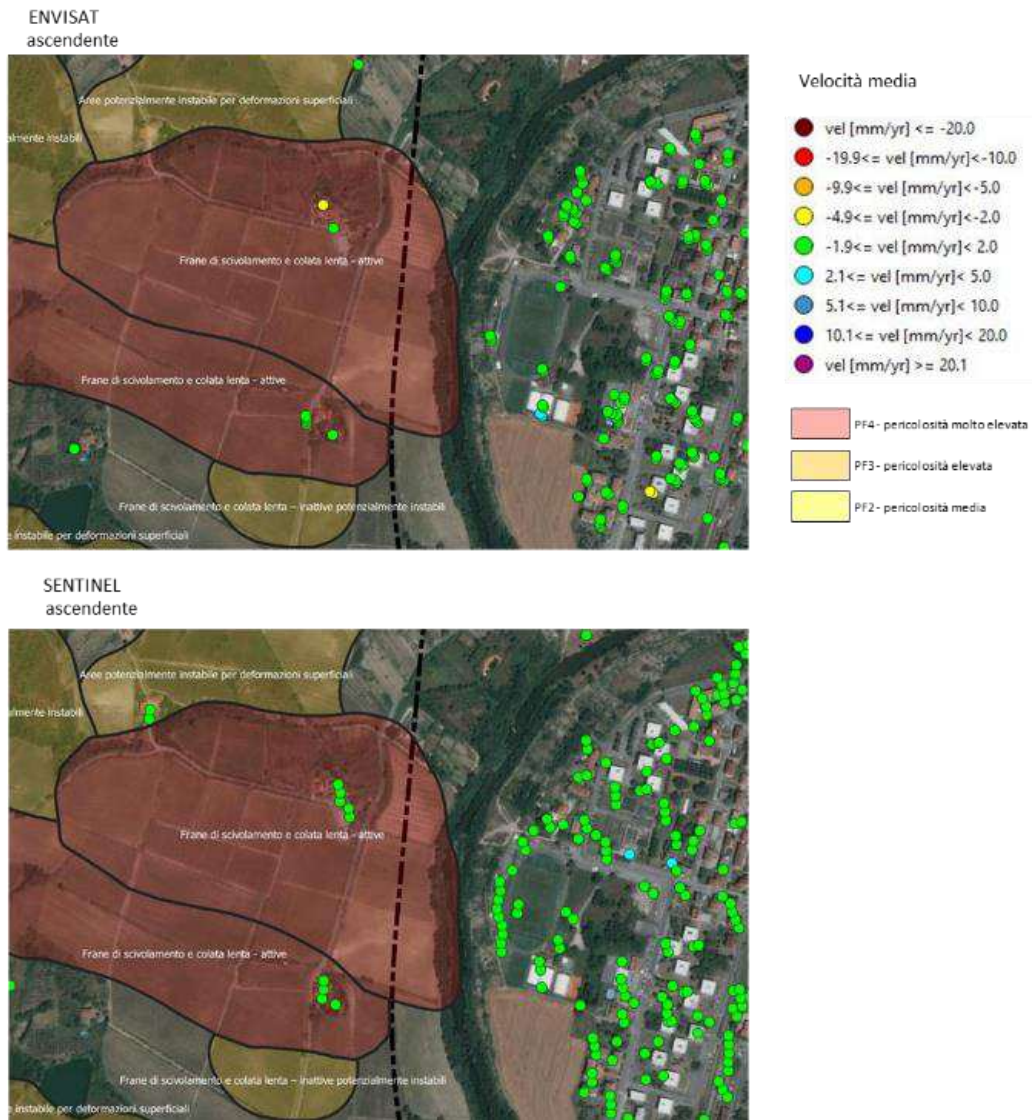 ENVISAT
ascendente
Velocità media
vel [mm/yr] <= -20.0
-19.9<= vel [mm/yr]<-10.0
-9.9<= vel [mm/yr]<-5.0
-4.9<= vel [mm/yr]<-2.0
-1.9<= vel [mm/yr]< 2.0
2.1<= vel [mm/yr]< 5.0
5.1<= vel [mm/yr]< 10.0
10.1<= vel [mm/yr]< 20.0
vel [mm/yr] >= 20.1
PF4 - pericolosità molto elevata
PF3 - pericolosità elevata
PF2 - pericolosità media
Aree potenzialmente instabile per deformazioni superficiali
almente instabili
Frane di scivolamento e colata lenta - attive
Frane di scivolamento e colata lenta - attive
Frane di scivolamento e colata lenta – inattive potenzialmente instabili
e instabile per deformazioni superficiali
SENTINEL
ascendente
Aree potenzialmente instabile per deformazioni superficiali
almente instabili
Frane di scivolamento e colata lenta - attive
Frane di scivolamento e colata lenta - attive
Frane di scivolamento e colata lenta – inattive potenzialmente instabili
e instabile per deformazioni superficiali